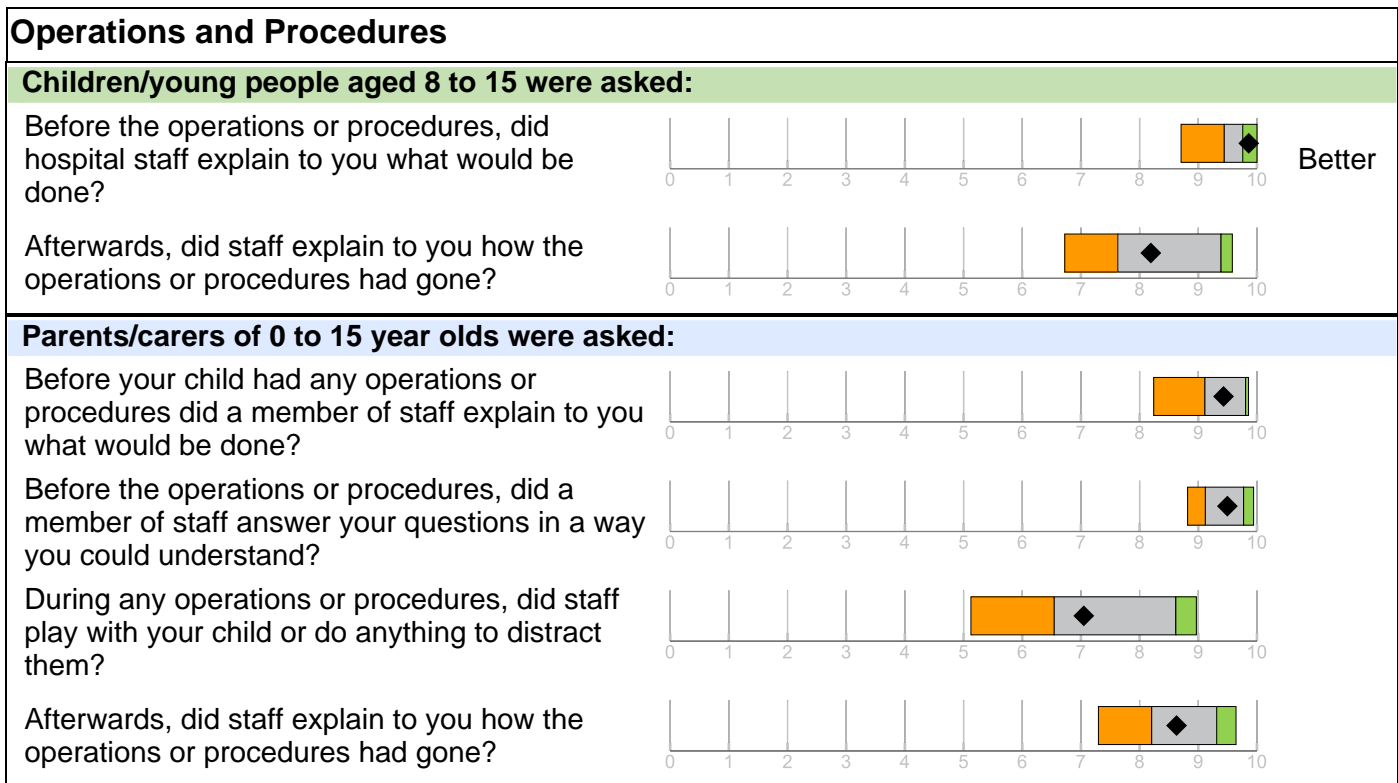 Operations and Procedures
Children/young people aged 8 to 15 were asked:
Before the operations or procedures, did
hospital staff explain to you what would be
done?
0 1 2 3 4 5 6 7 8 9 10
Better
Afterwards, did staff explain to you how the
operations or procedures had gone?
0 1 2 3 4 5 6 7 8 9 10
Parents/carers of 0 to 15 year olds were asked:
Before your child had any operations or
procedures did a member of staff explain to you
what would be done?
0 1 2 3 4 5 6 7 8 9 10
Before the operations or procedures, did a
member of staff answer your questions in a way
you could understand?
0 1 2 3 4 5 6 7 8 9 10
During any operations or procedures, did staff
play with your child or do anything to distract
them?
0 1 2 3 4 5 6 7 8 9 10
Afterwards, did staff explain to you how the
operations or procedures had gone?
0 1 2 3 4 5 6 7 8 9 10